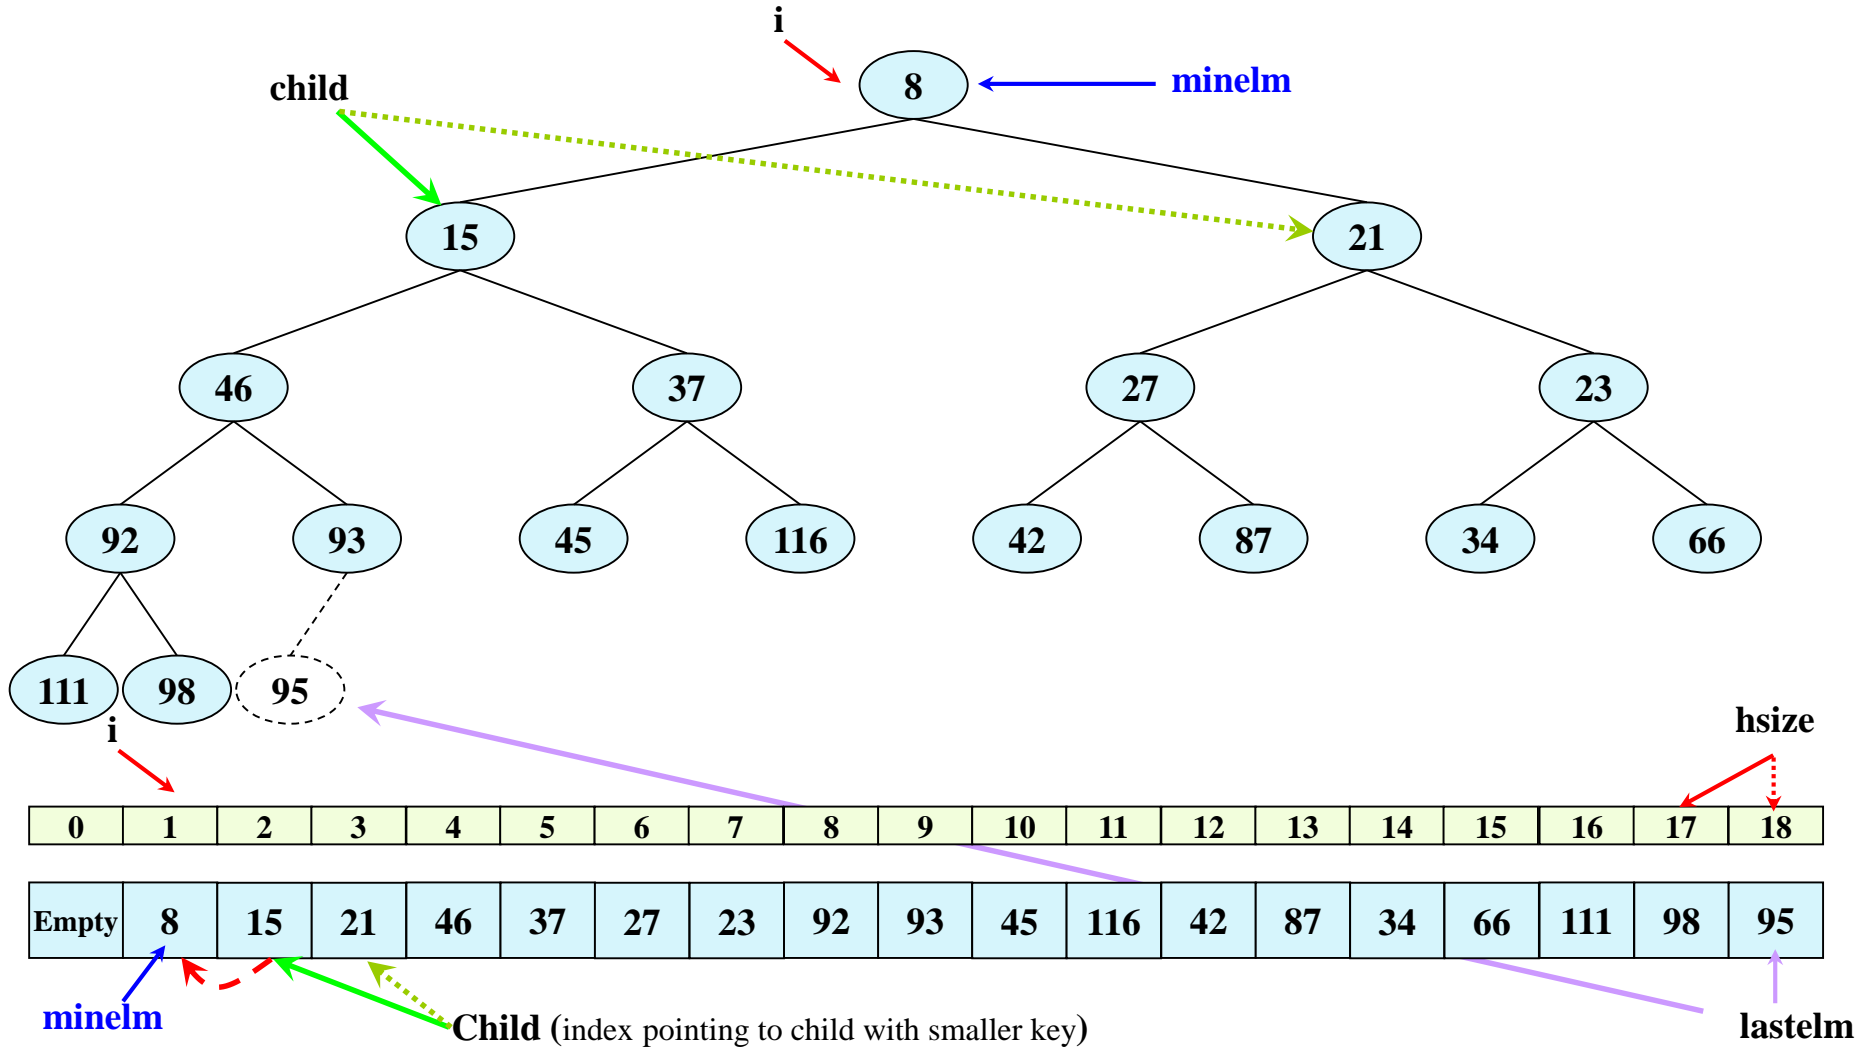 i
8
minelm
child
15
21
46
37
27
23
92
93
45
116
42
87
34
66
111
98
95
i
hsize
0 1 2 3 4 5 6 7 8 9 10 11 12 13 14 15 16 17 18
Empty 8 15 21 46 37 27 23 92 93 45 116 42 87 34 66 111 98 95
minelm
Child (index pointing to child with smaller key)
lastelm